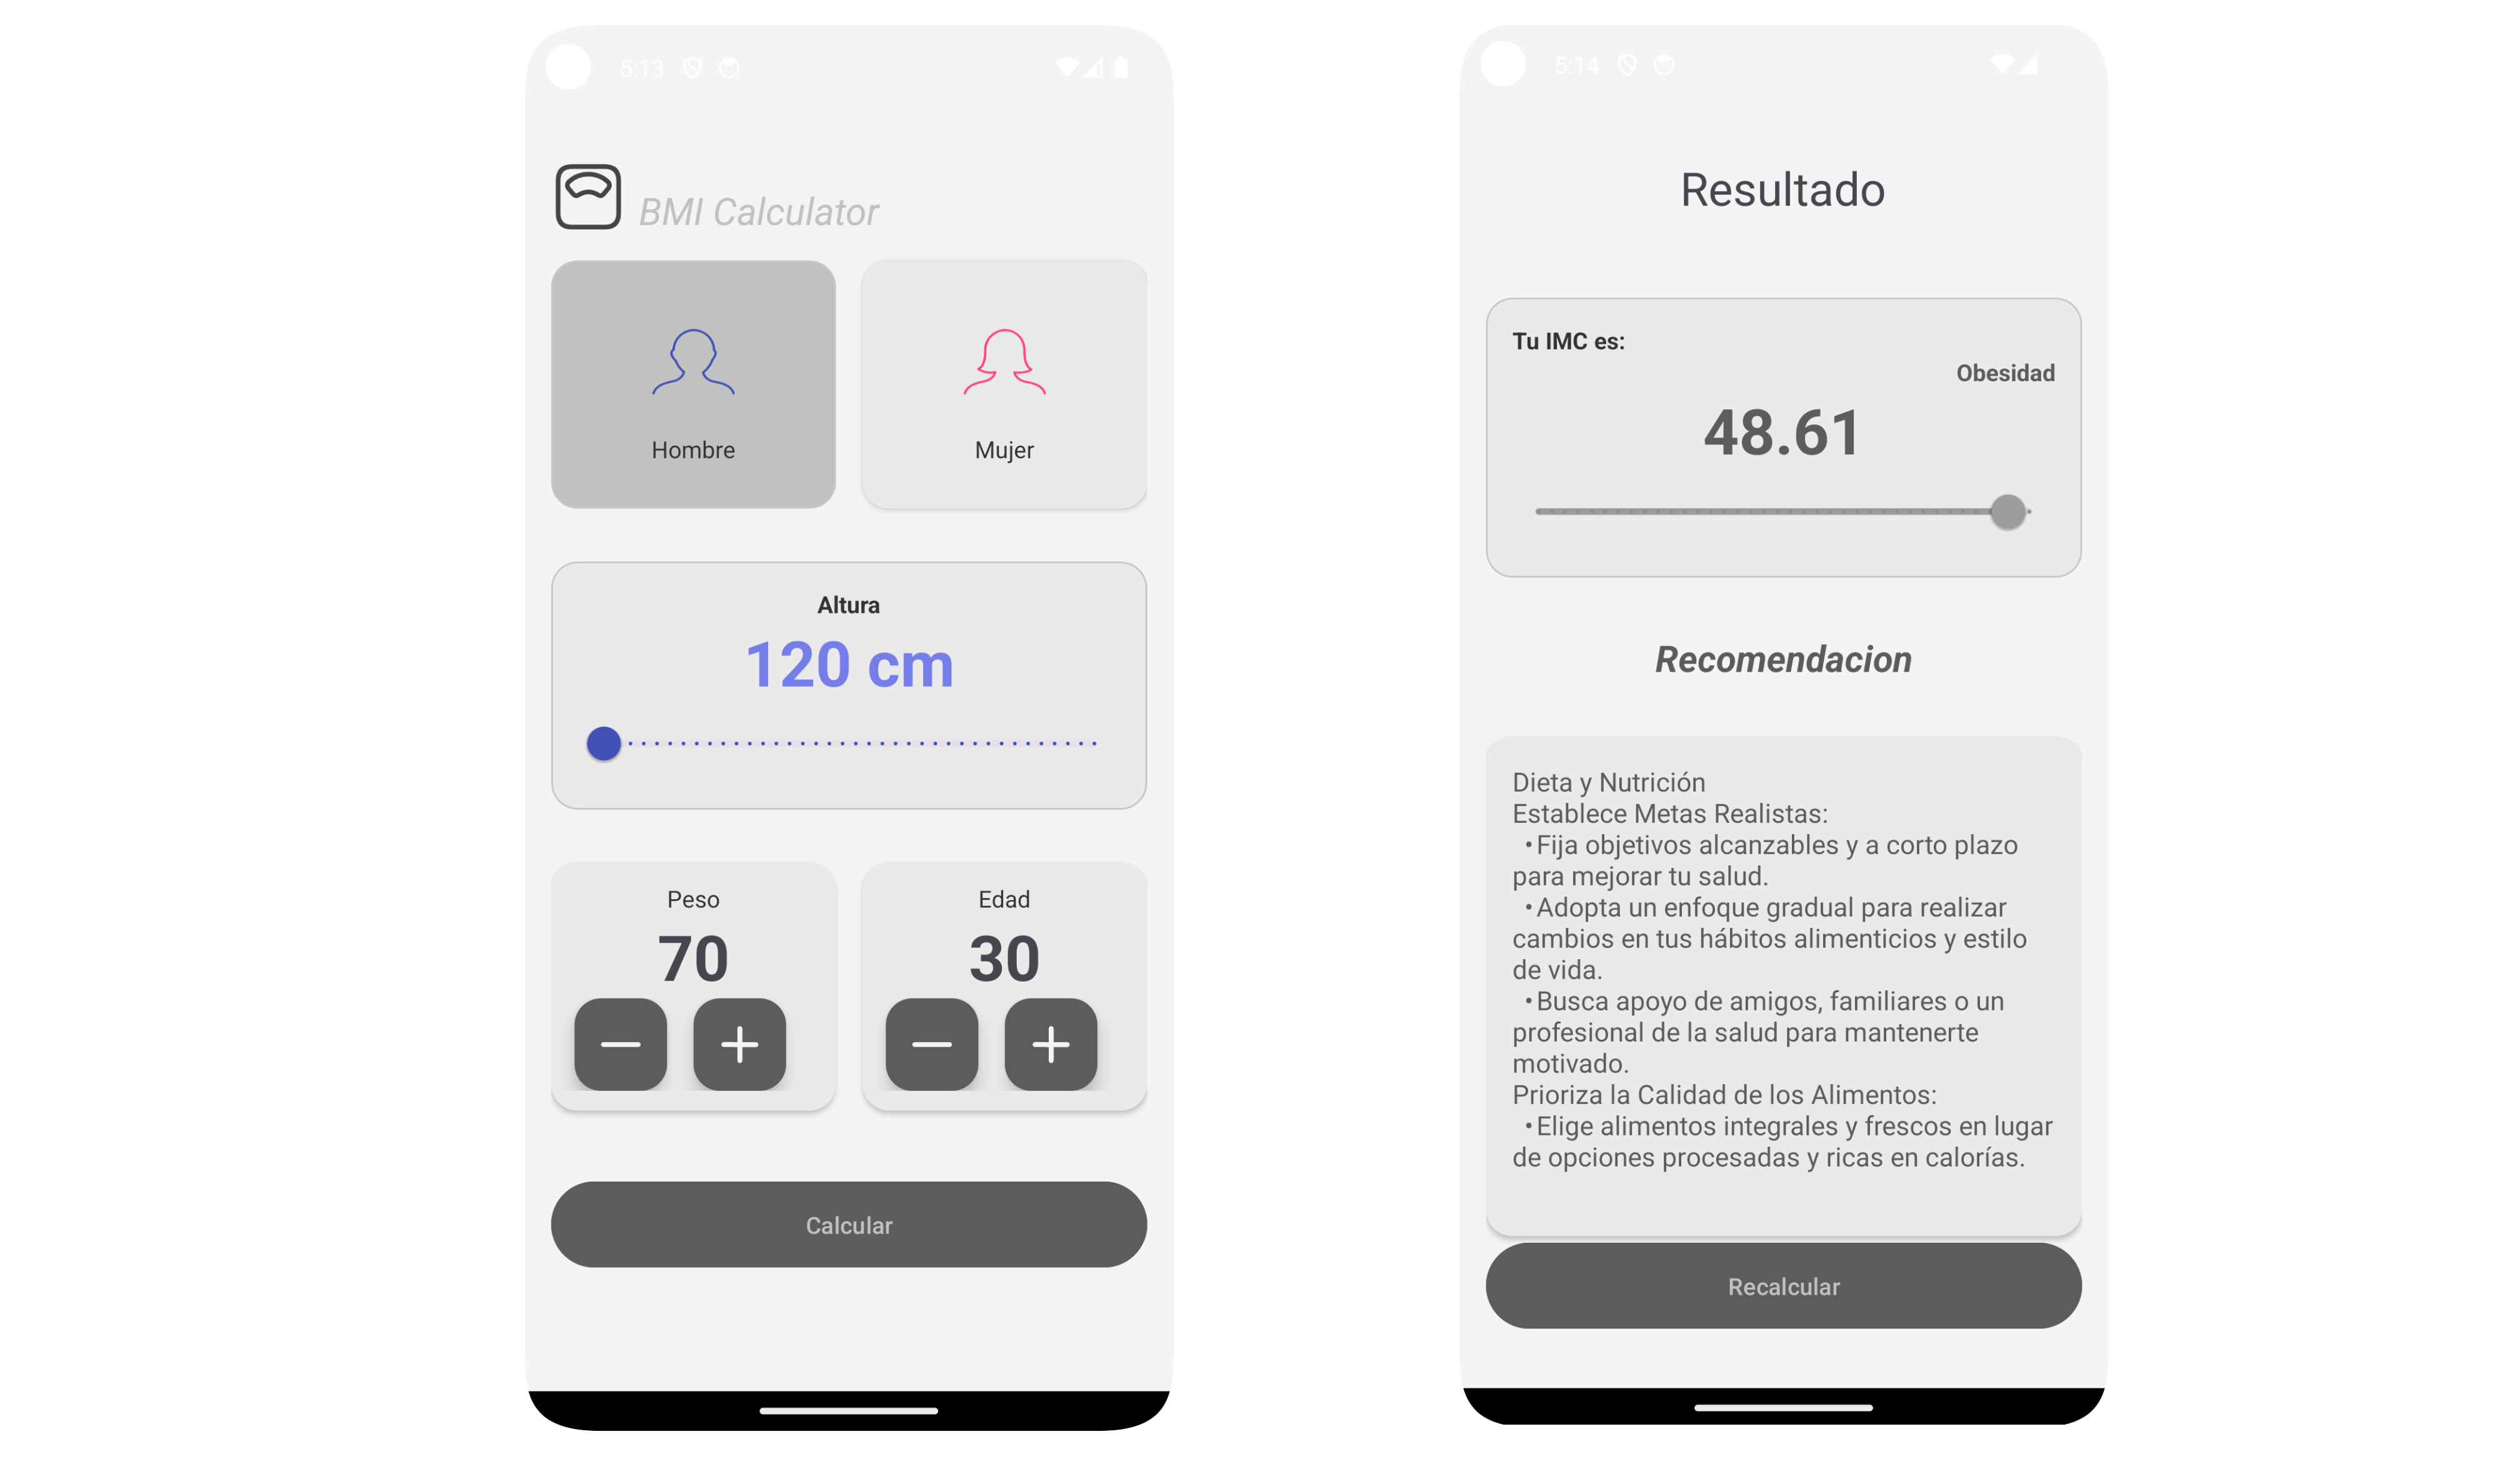 5:13
BMI Calculator
Hombre
Mujer
Altura
120 cm
Peso
70
Edad
30
Calcular
5:14
Resultado
Tu IMC es:
Obesidad
48.61
Recomendacion
Dieta y Nutrición
Establece Metas Realistas:
•Fija objetivos alcanzables y a corto plazo
para mejorar tu salud.
•Adopta un enfoque gradual para realizar
cambios en tus hábitos alimenticios y estilo
de vida.
•Busca apoyo de amigos, familiares o un
profesional de la salud para mantenerte
motivado.
Prioriza la Calidad de los Alimentos:
•Elige alimentos integrales y frescos en lugar
de opciones procesadas y ricas en calorías.
Recalcular